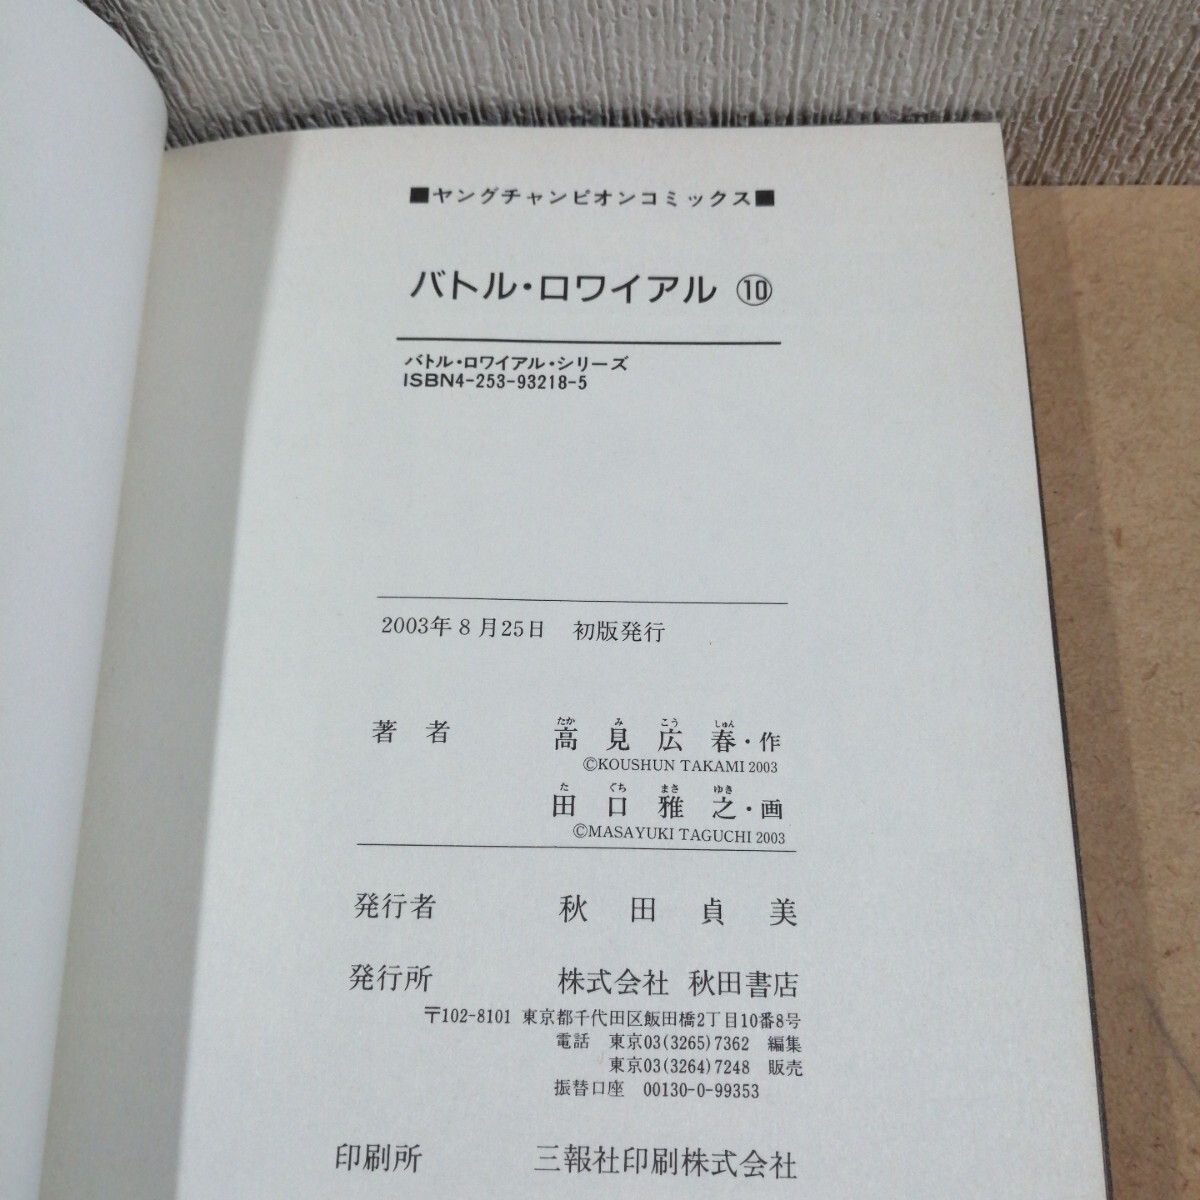 ■ヤングチャンピオンコミックス■
バトル・ロワイアル ⑩
バトル・ロワイアル・シリーズ
ISBN4-253-93218-5
2003年8月25日 初版発行
著者 高見広春・作
たか み こう しゅん
©KOUSHUN TAKAMI 2003
田口雅之・画
た ぐち まさ ゆき
©MASAYUKI TAGUCHI 2003
発行者 秋田貞美
発行所 株式会社 秋田書店
〒102-8101 東京都千代田区飯田橋2丁目10番8号
電話 東京03(3265)7362 編集
東京03(3264)7248 販売
振替口座 00130-0-99353
印刷所 三報社印刷株式会社